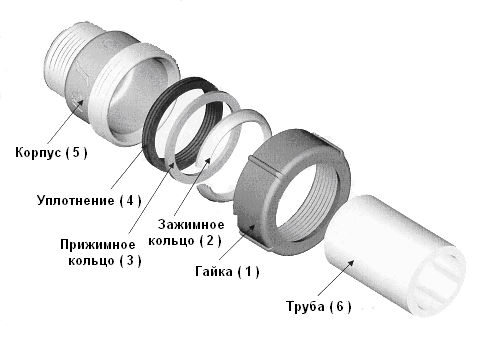 Корпус ( 5 )
Уплотнение ( 4 )
Прижимное
кольцо ( 3 )
Зажимное
кольцо ( 2 )
Гайка ( 1 )
Труба ( 6 )